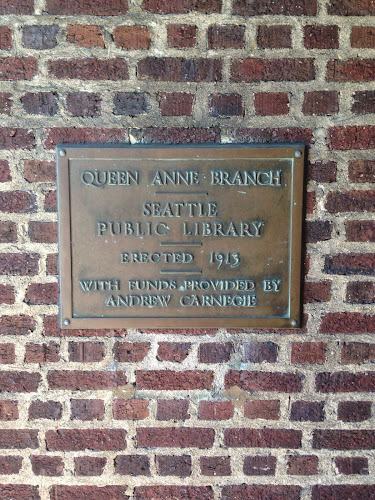 QUEEN ANNE BRANCH
SEATTLE
PUBLIC LIBRARY
ERECTED 1913
WITH FUNDS PROVIDED BY
ANDREW CARNEGIE